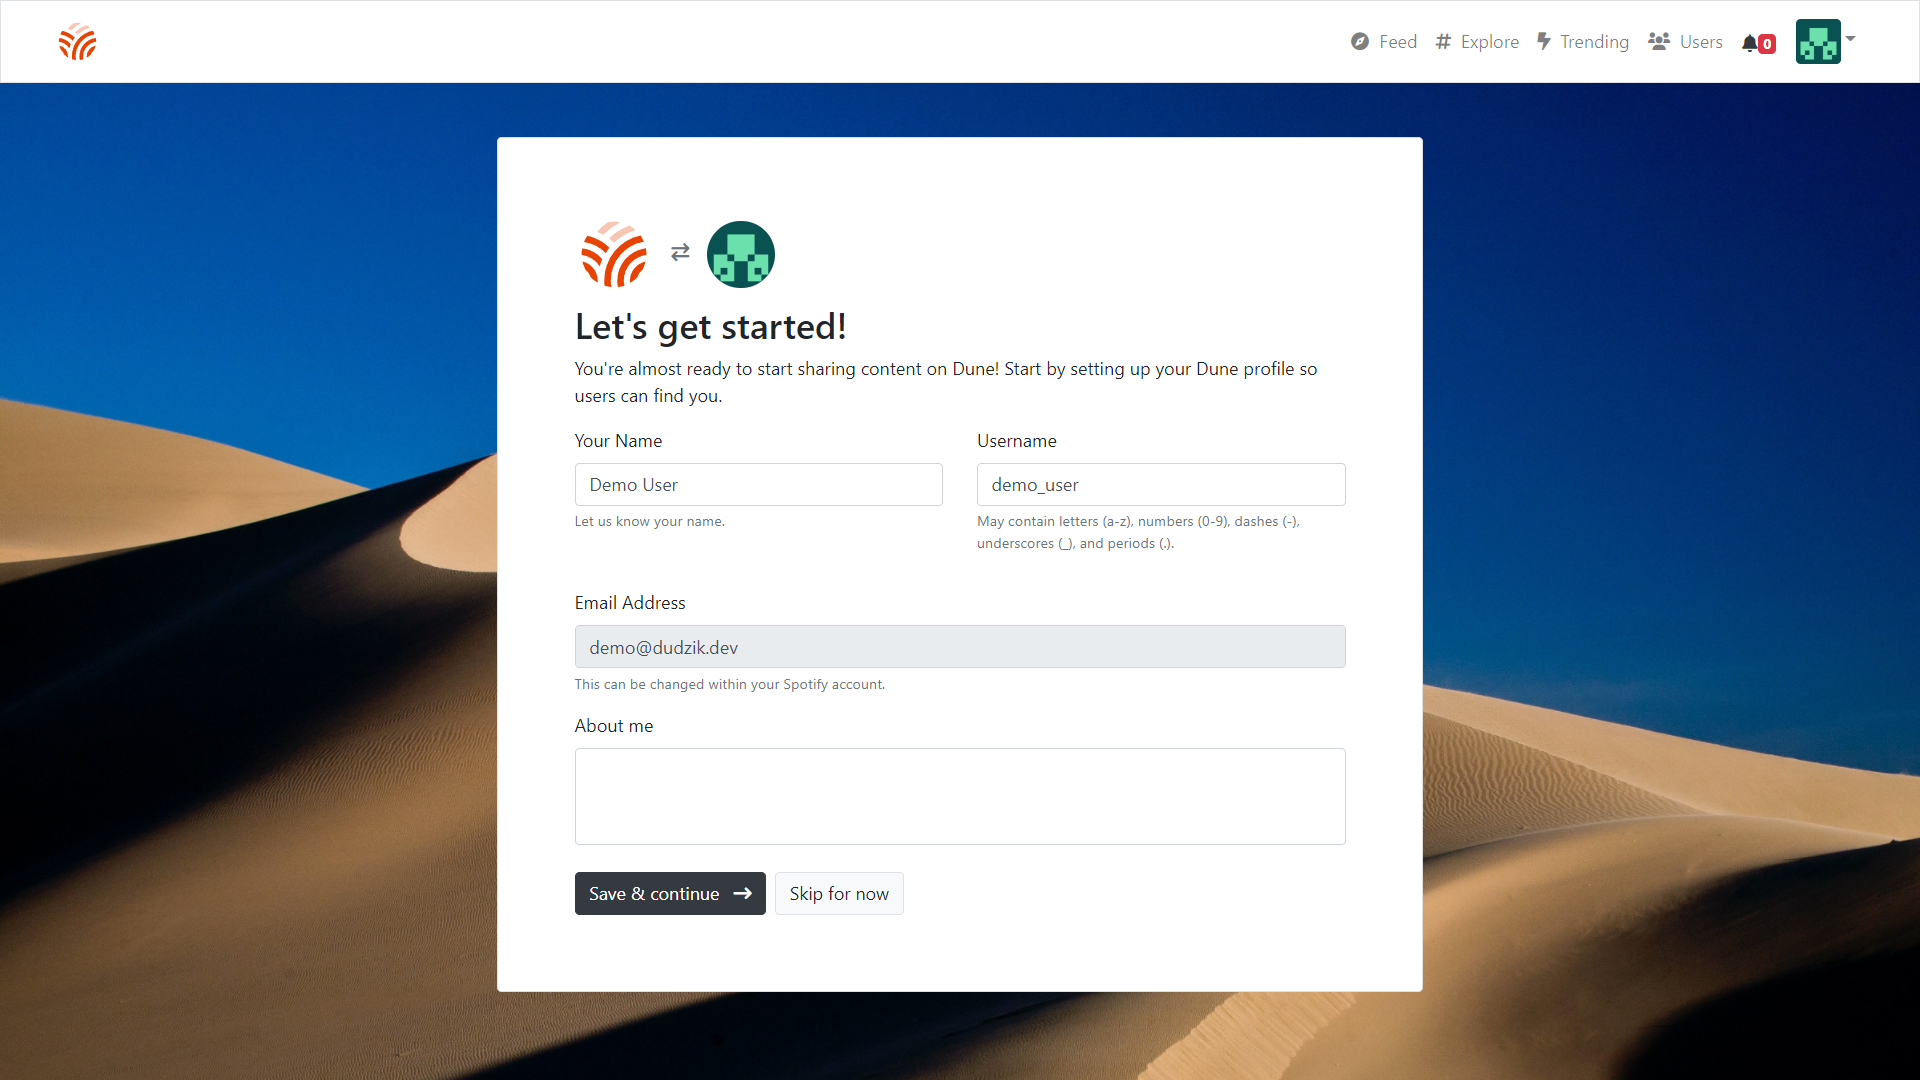 Feed
Explore
Trending
Users
0
Let's get started!
You're almost ready to start sharing content on Dune! Start by setting up your Dune profile so
users can find you.
Your Name
Username
Demo User
demo_user
Let us know your name.
May contain letters (a-z), numbers (0-9), dashes (-),
underscores (_), and periods (.).
Email Address
demo@dudzik.dev
This can be changed within your Spotify account.
About me
Save & continue
Skip for now